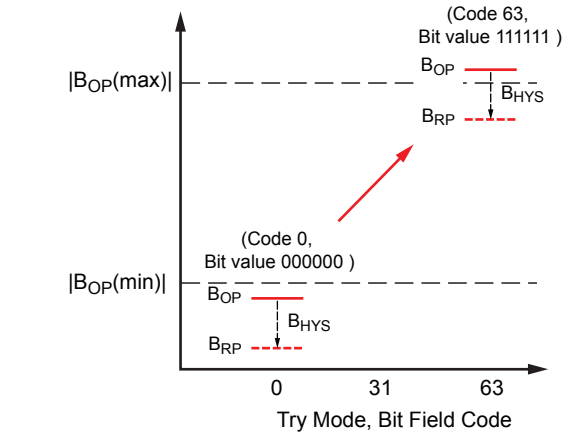 (Code 63,
Bit value 111111 )
BOP
|BOP(max)|
BHYS
BRP
(Code 0,
Bit value 000000 )
|BOP(min)|
BOP
BHYS
BRP
0 31 63
Try Mode, Bit Field Code